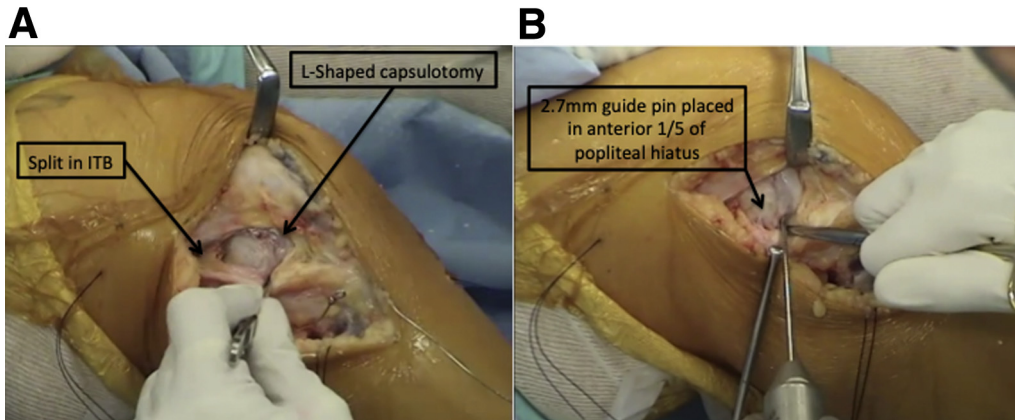 A
B
L-Shaped capsulotomy
Split in ITB
2.7mm guide pin placed
in anterior 1/5 of
popliteal hiatus